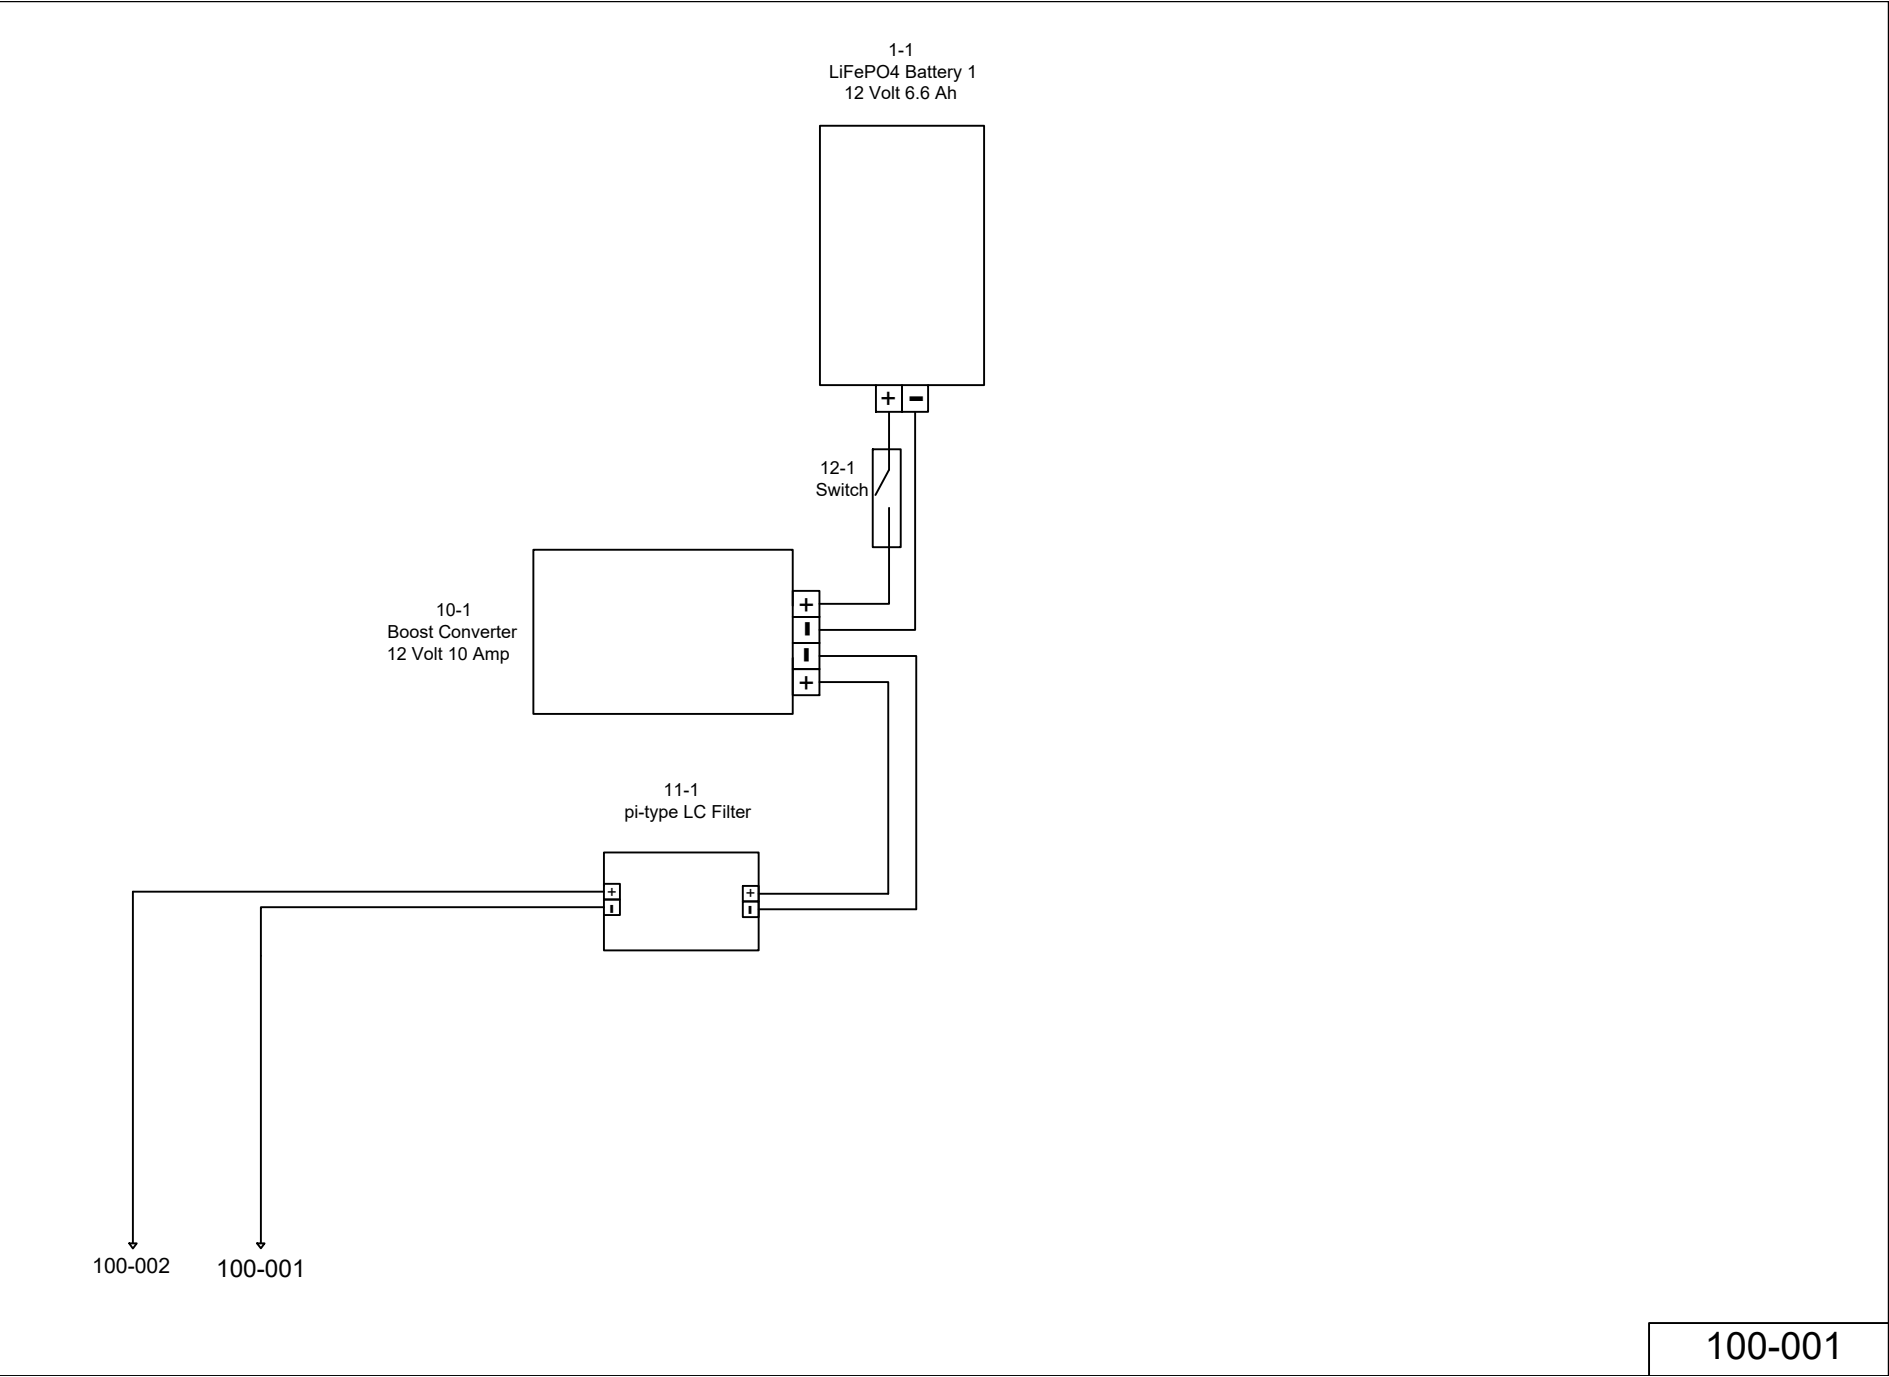 1-1
LiFePO4 Battery 1
12 Volt 6.6 Ah
+ -
12-1
Switch
10-1
Boost Converter
12 Volt 10 Amp
+
-
-
+
11-1
pi-type LC Filter
+
-
+
-
100-002
100-001
100-001